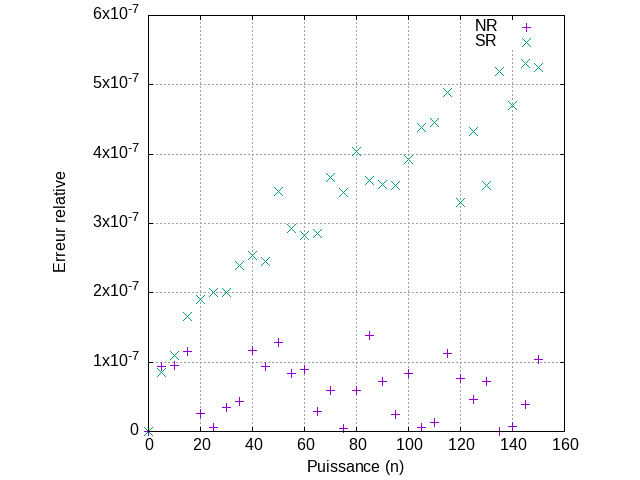 6x10⁻⁷
5x10⁻⁷
4x10⁻⁷
3x10⁻⁷
2x10⁻⁷
1x10⁻⁷
0
0 20 40 60 80 100 120 140 160
Erreur relative
Puissance (n)
NR
SR